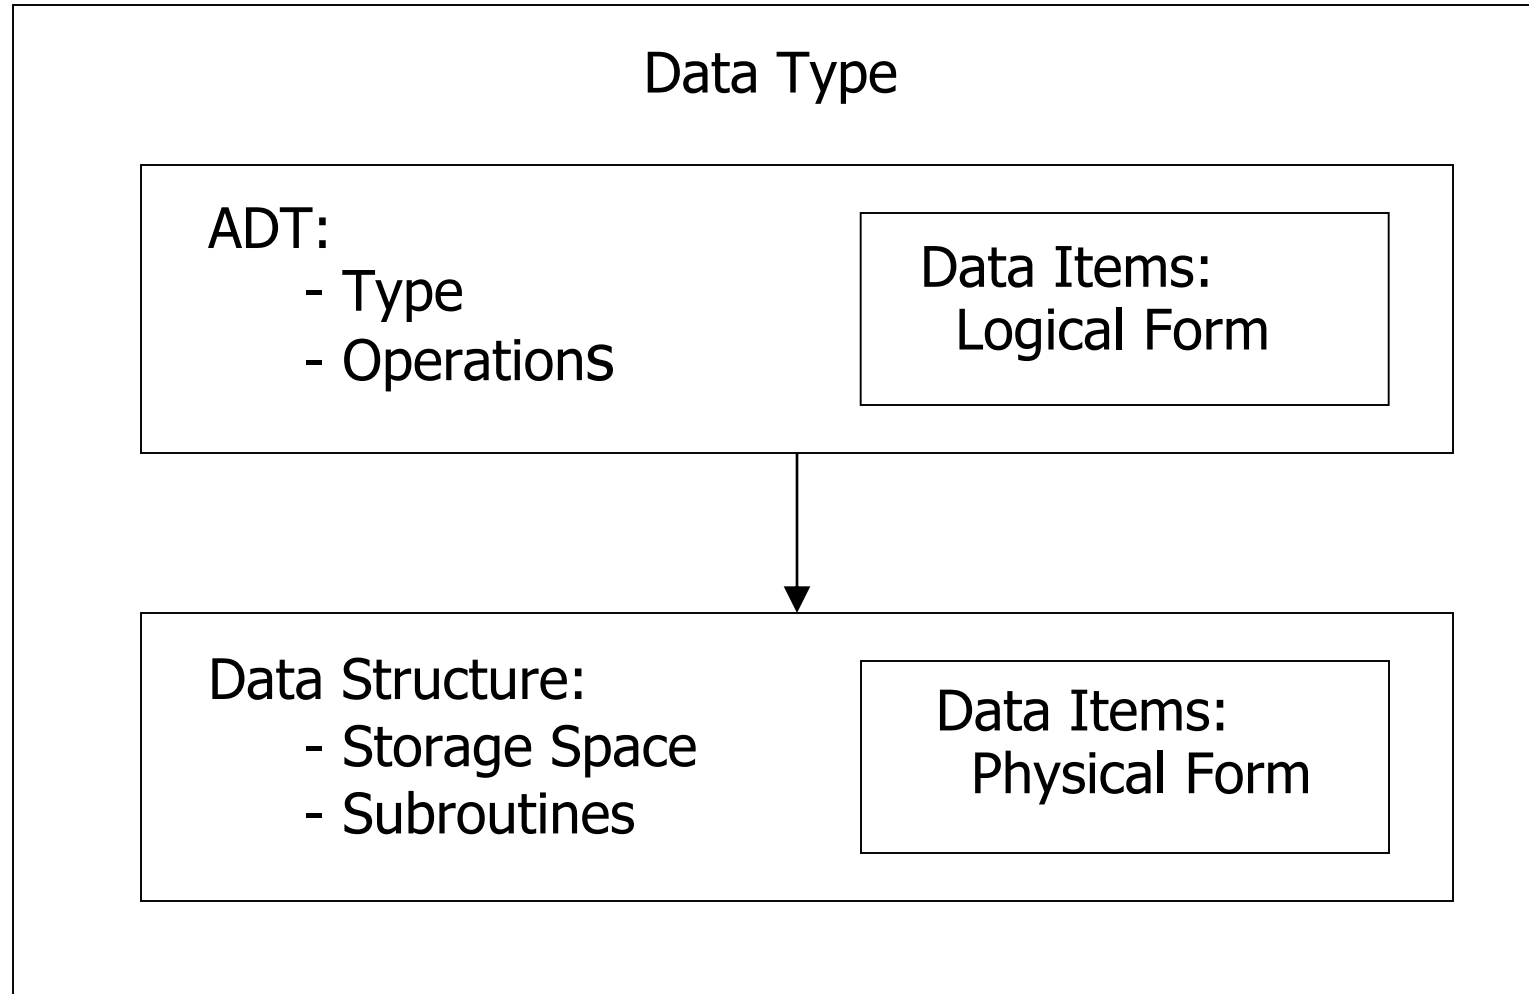 Data Type
ADT:
- Type
- Operations
Data Items:
Logical Form
Data Structure:
- Storage Space
- Subroutines
Data Items:
Physical Form